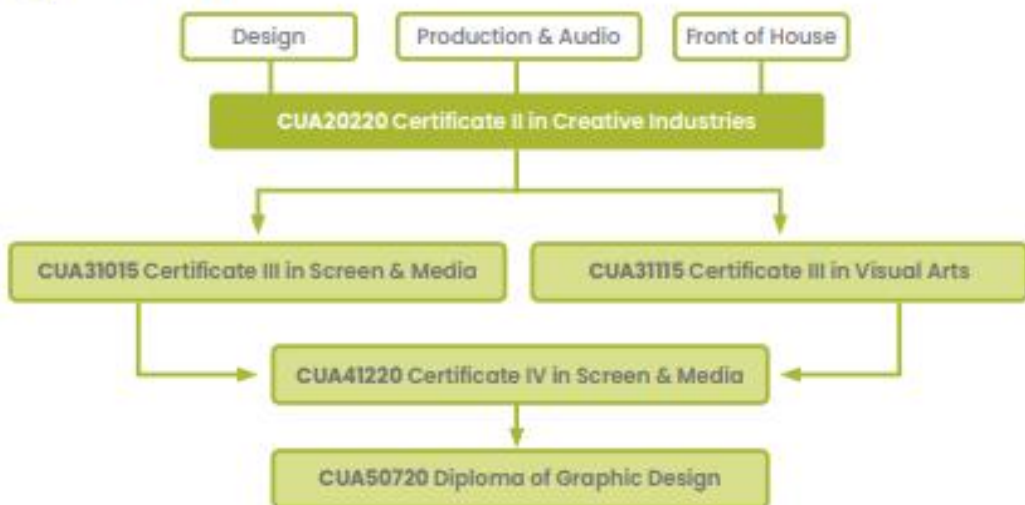 Design
Production & Audio
Front of House
CUA20220 Certificate II in Creative Industries
CUA31015 Certificate III in Screen & Media
CUA31115 Certificate III in Visual Arts
CUA41220 Certificate IV in Screen & Media
CUA50720 Diploma of Graphic Design